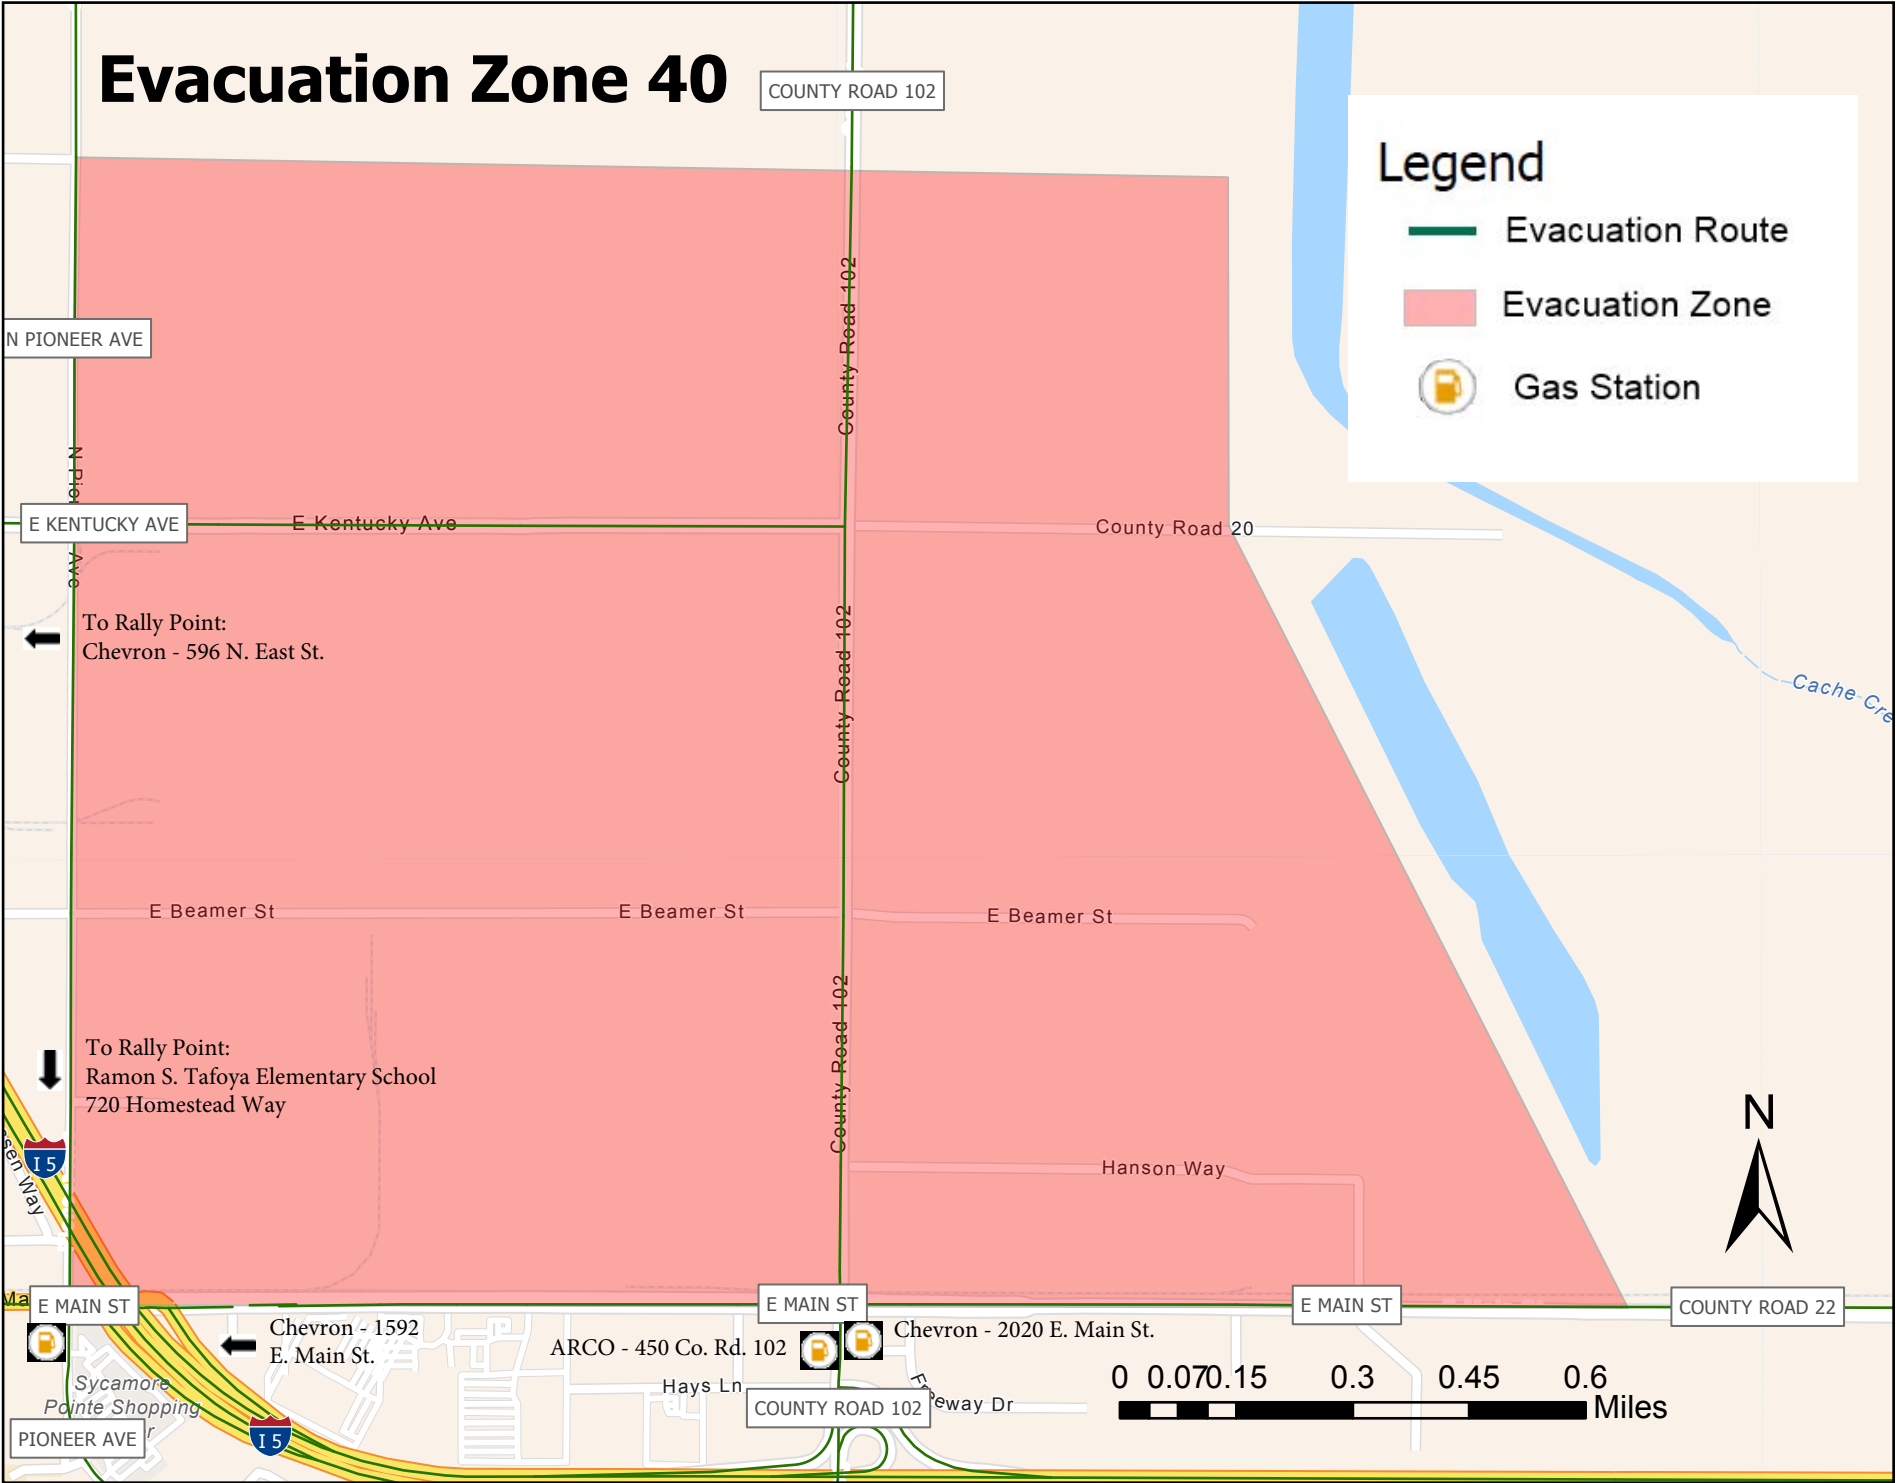 Evacuation Zone 40
COUNTY ROAD 102
Legend
Evacuation Route
Evacuation Zone
Gas Station
N PIONEER AVE
County Road 102
E KENTUCKY AVE
E Kentucky Ave
County Road 20
Ave
To Rally Point:
Chevron - 596 N. East St.
County Road 102
E Beamer St
E Beamer St
E Beamer St
County Road 102
To Rally Point:
Ramon S. Tafoya Elementary School
720 Homestead Way
N
I 5
Way
Hanson Way
E MAIN ST
E MAIN ST
E MAIN ST
COUNTY ROAD 22
Chevron - 1592
E. Main St.
ARCO - 450 Co. Rd. 102
Chevron - 2020 E. Main St.
Sycamore
Pointe Shopping
Hays Ln
COUNTY ROAD 102
Dr
0 0.07 0.15 0.3 0.45 0.6
Miles
PIONEER AVE
I 5
Cache Cre